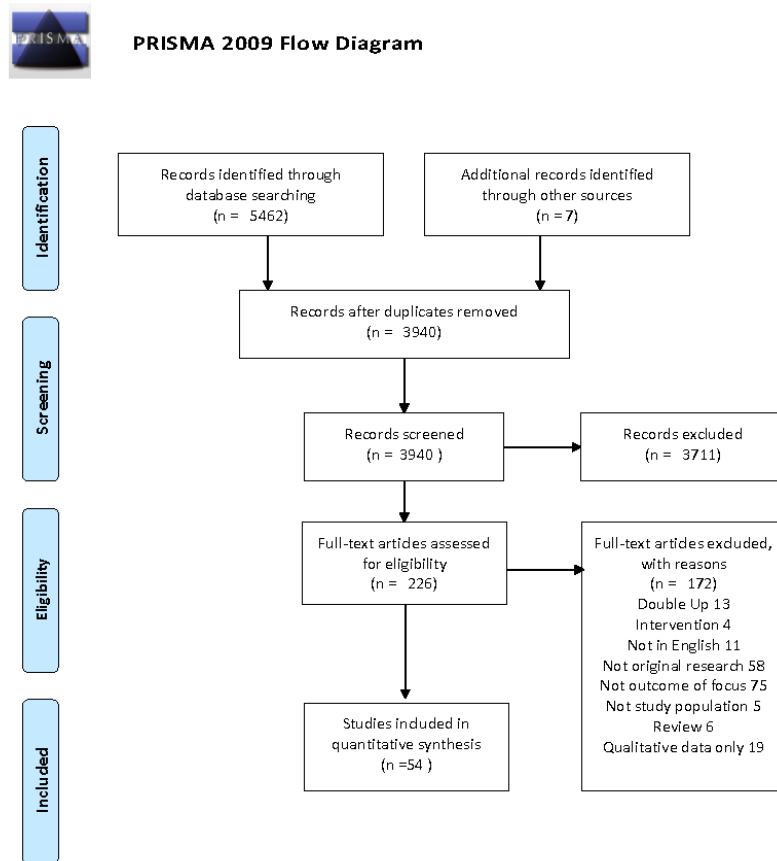 PRISMA
PRISMA 2009 Flow Diagram
Identification
Records identified through
database searching
(n = 5462)
Additional records identified
through other sources
(n = 7)
Records after duplicates removed
(n = 3940)
Screening
Records screened
(n = 3940 )
Records excluded
(n = 3711)
Eligibility
Full-text articles assessed
for eligibility
(n = 226)
Full-text articles excluded,
with reasons
(n = 172)
Double Up 13
Intervention 4
Not in English 11
Not original research 58
Not outcome of focus 75
Not study population 5
Review 6
Qualitative data only 19
Included
Studies included in
quantitative synthesis
(n =54 )